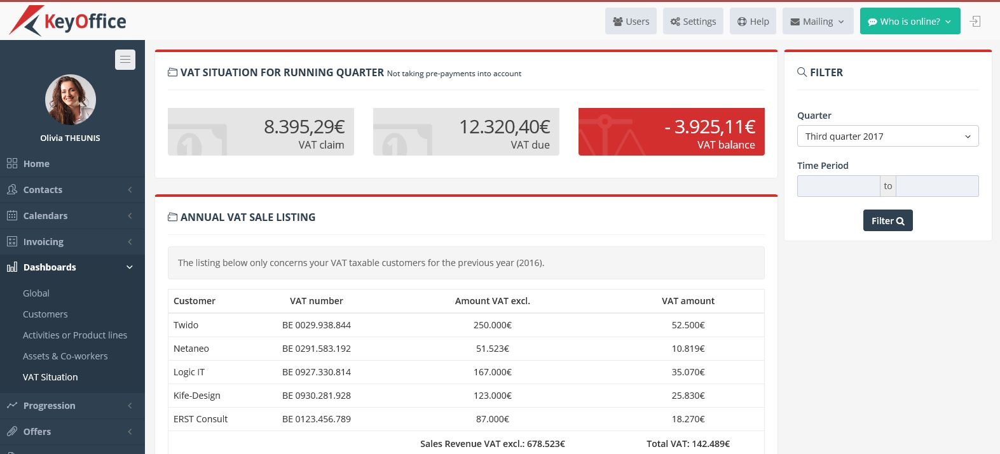 KeyOffice
Users
Settings
Help
Mailing
Who is online?
Olivia THEUNIS
Home
Contacts
Calendars
Invoicing
Dashboards
Global
Customers
Activities or Product lines
Assets & Co-workers
VAT Situation
Progression
Offers
VAT SITUATION FOR RUNNING QUARTER Not taking pre-payments into account
8.395,29€
VAT claim
12.320,40€
VAT due
- 3.925,11€
VAT balance
ANNUAL VAT SALE LISTING
The listing below only concerns your VAT taxable customers for the previous year (2016).
Customer VAT number Amount VAT excl. VAT amount
Twido BE 0029.938.844 250.000€ 52.500€
Netaneo BE 0291.583.192 51.523€ 10.819€
Logic IT BE 0927.330.814 167.000€ 35.070€
Kife-Design BE 0930.281.928 123.000€ 25.830€
ERST Consult BE 0123.456.789 87.000€ 18.270€
Sales Revenue VAT excl.: 678.523€ Total VAT: 142.489€
FILTER
Quarter
Third quarter 2017
Time Period
to
Filter